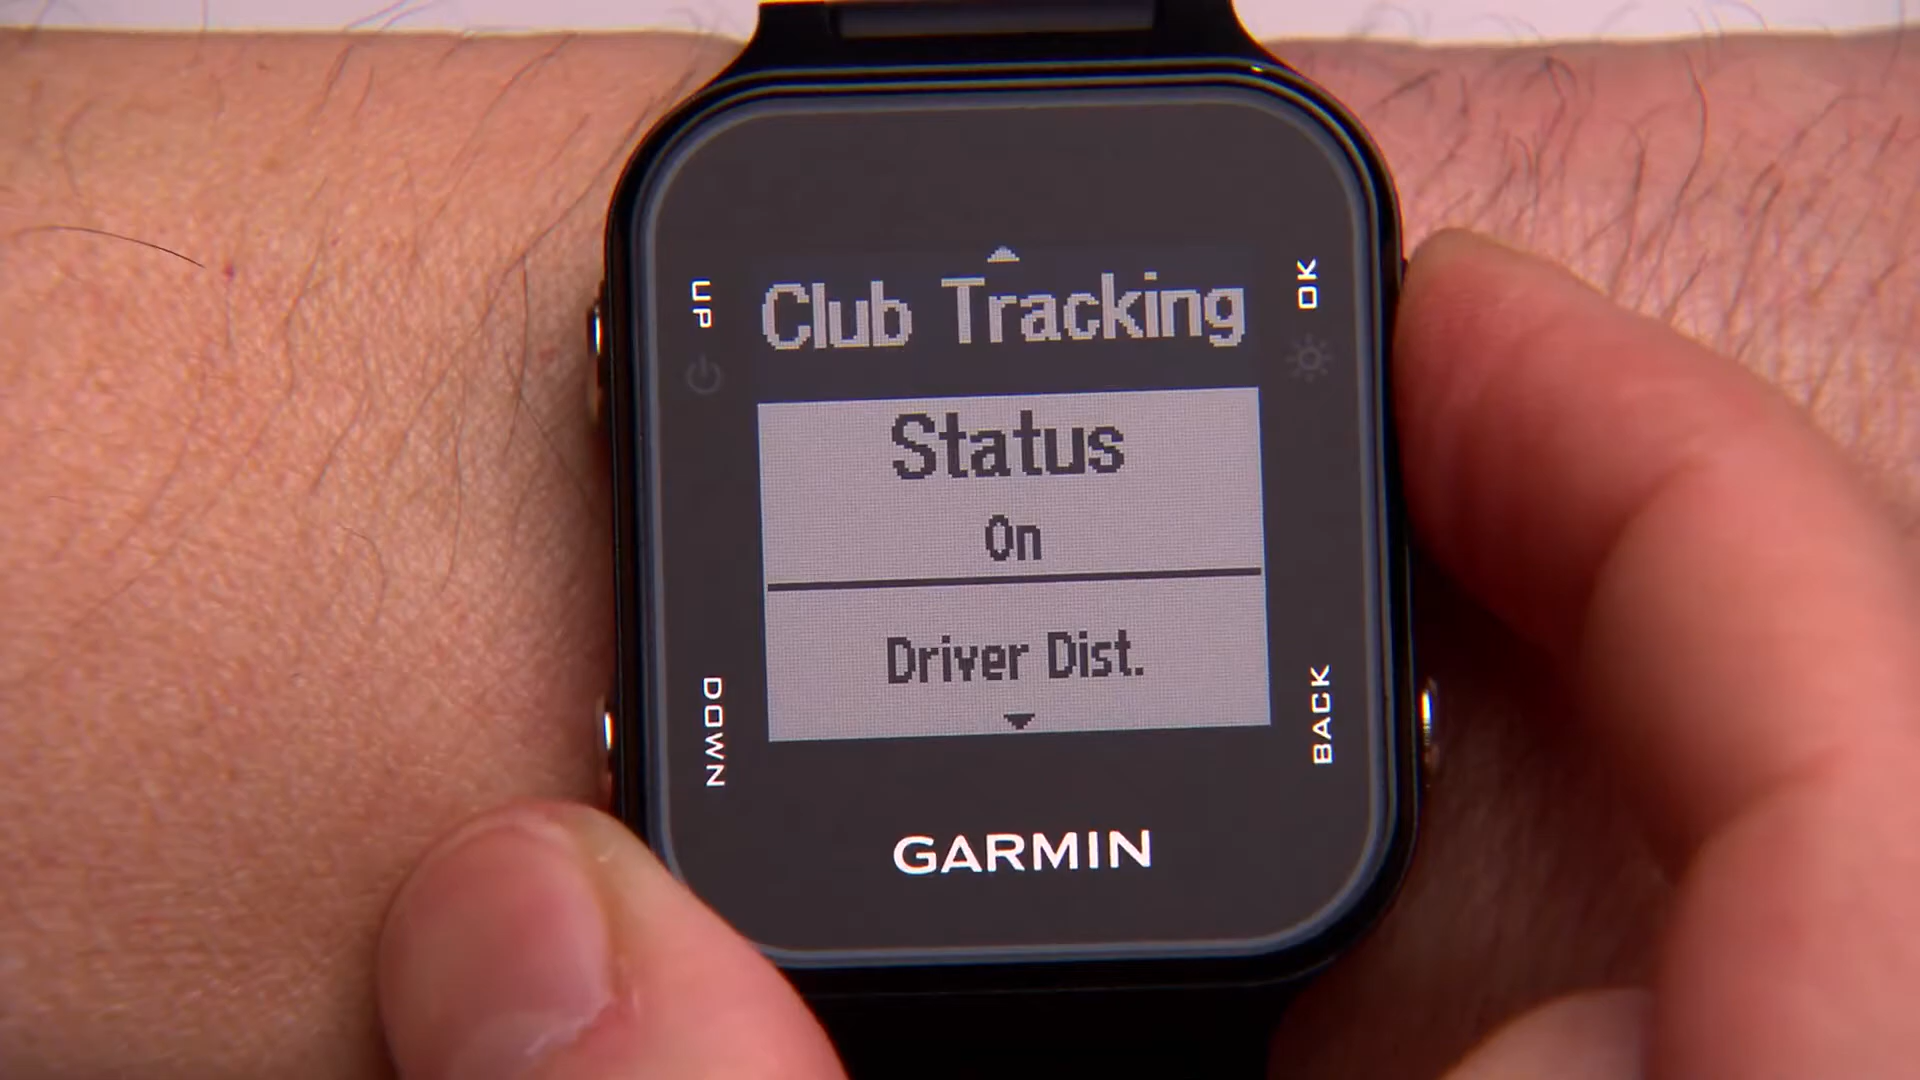 Club Tracking
UP
OK
Status
On
Driver Dist.
DOWN
BACK
GARMIN